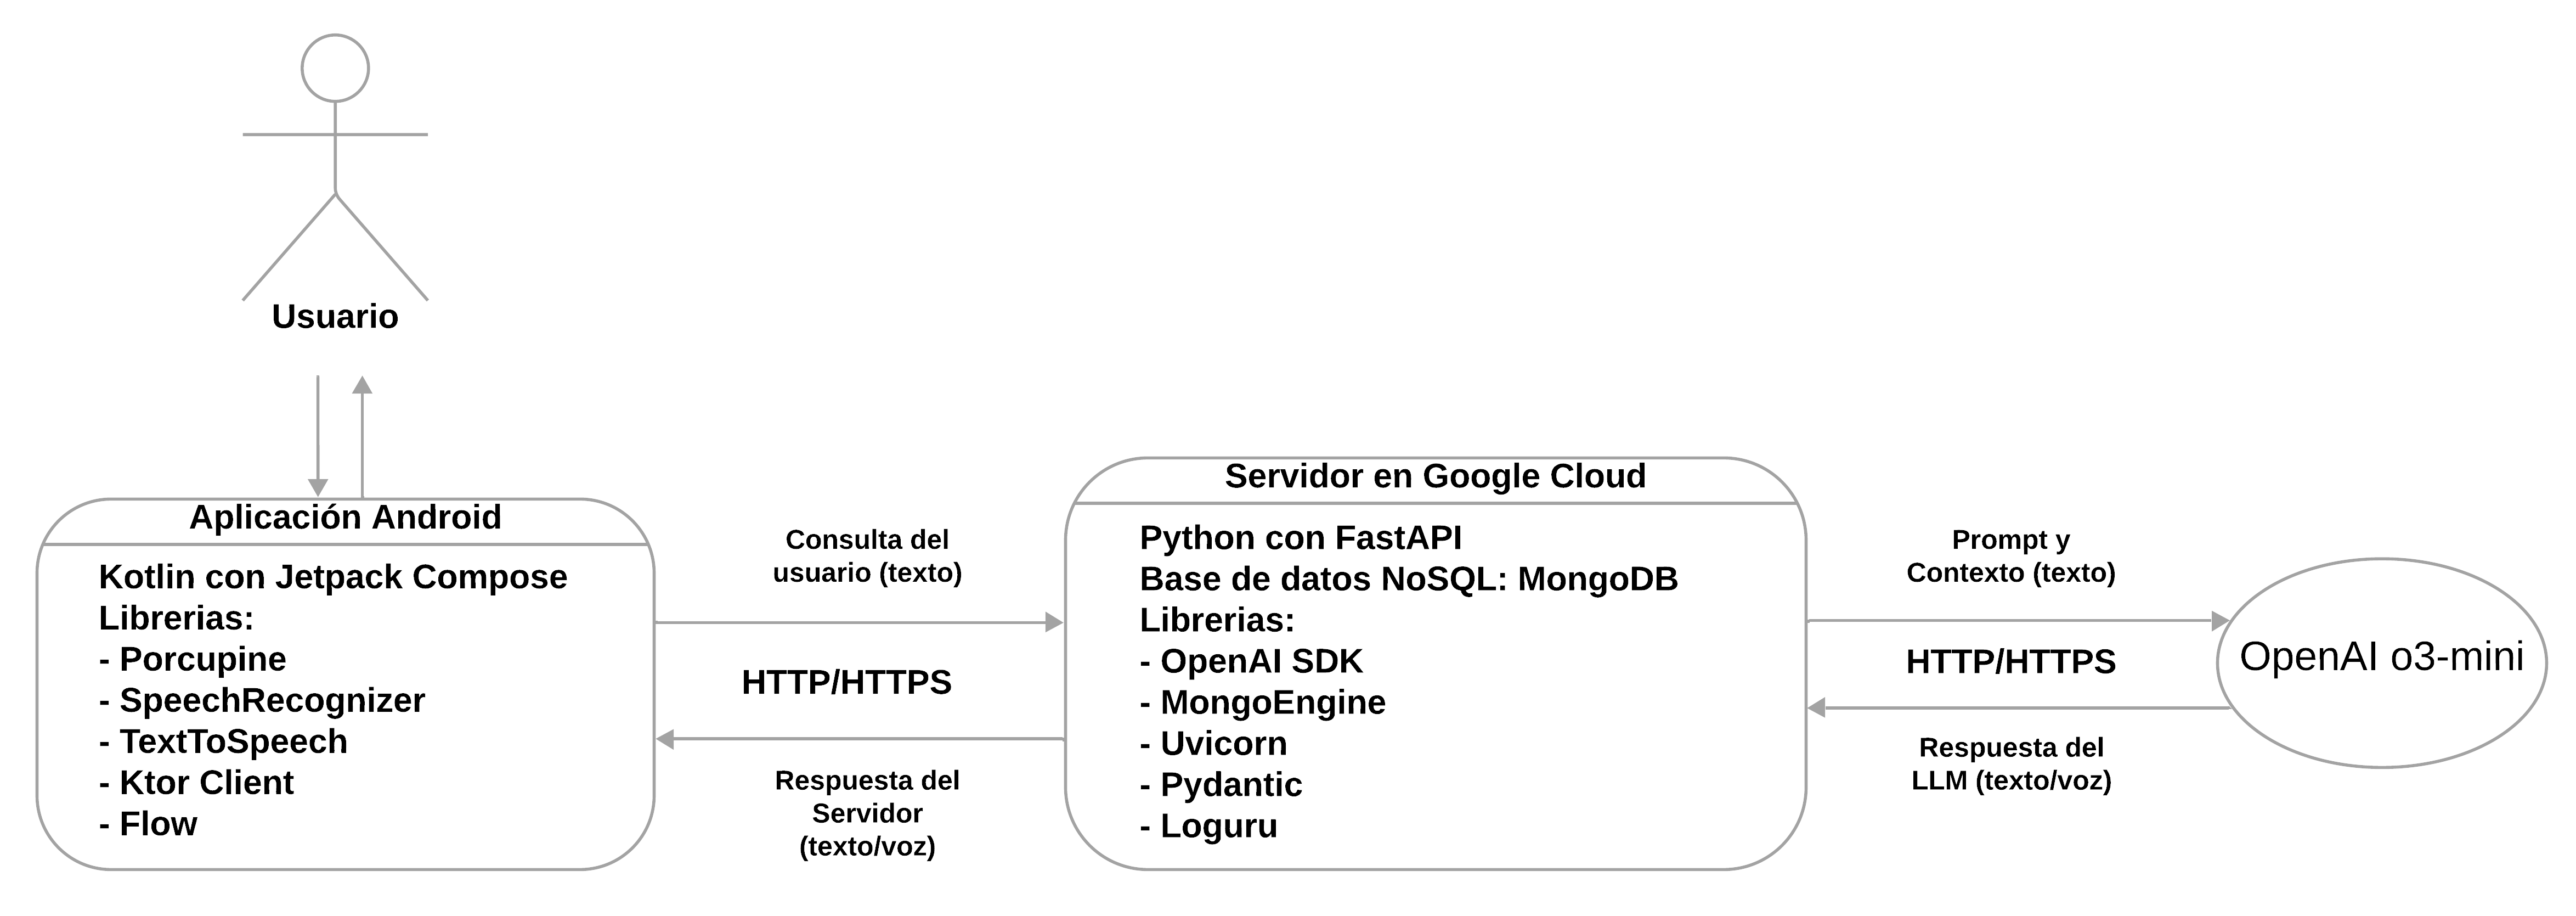 Usuario
Aplicación Android
Kotlin con Jetpack Compose
Librerias:
- Porcupine
- SpeechRecognizer
- TextToSpeech
- Ktor Client
- Flow
Consulta del
usuario (texto)
HTTP/HTTPS
Respuesta del
Servidor
(texto/voz)
Servidor en Google Cloud
Python con FastAPI
Base de datos NoSQL: MongoDB
Librerias:
- OpenAI SDK
- MongoEngine
- Uvicorn
- Pydantic
- Loguru
Prompt y
Contexto (texto)
HTTP/HTTPS
Respuesta del
LLM (texto/voz)
OpenAI o3-mini